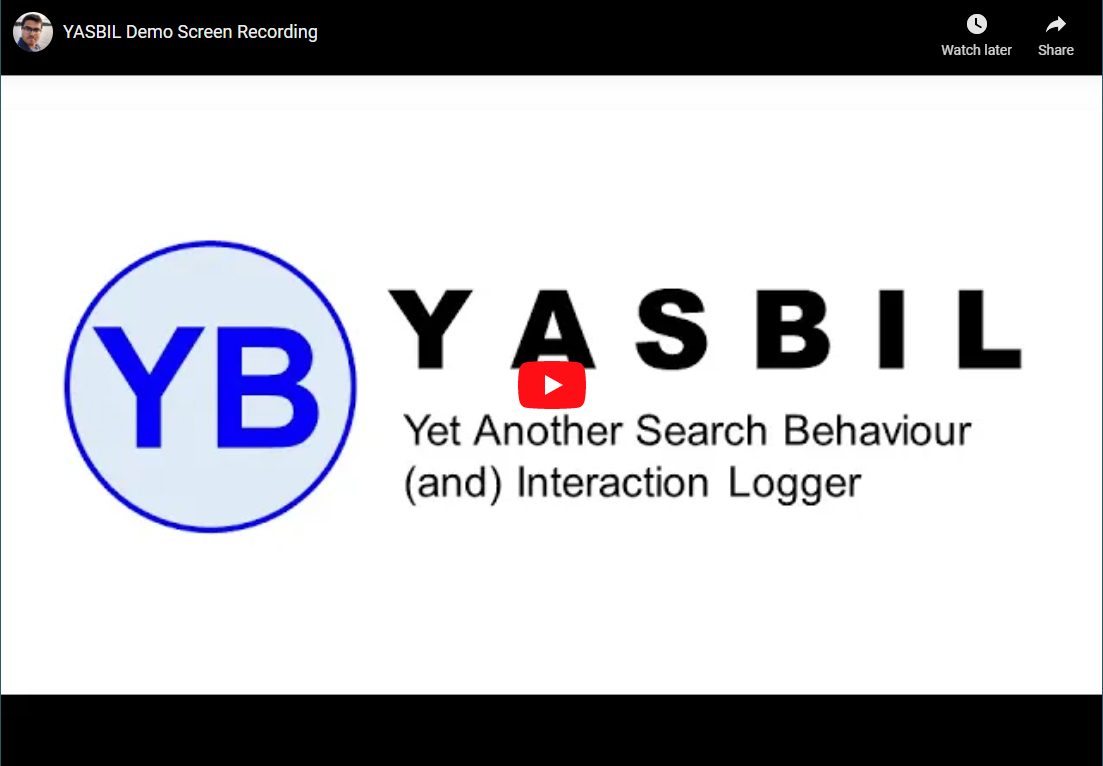 YASBIL Demo Screen Recording
Watch later
Share
YB
YASBIL
Yet Another Search Behaviour
(and) Interaction Logger